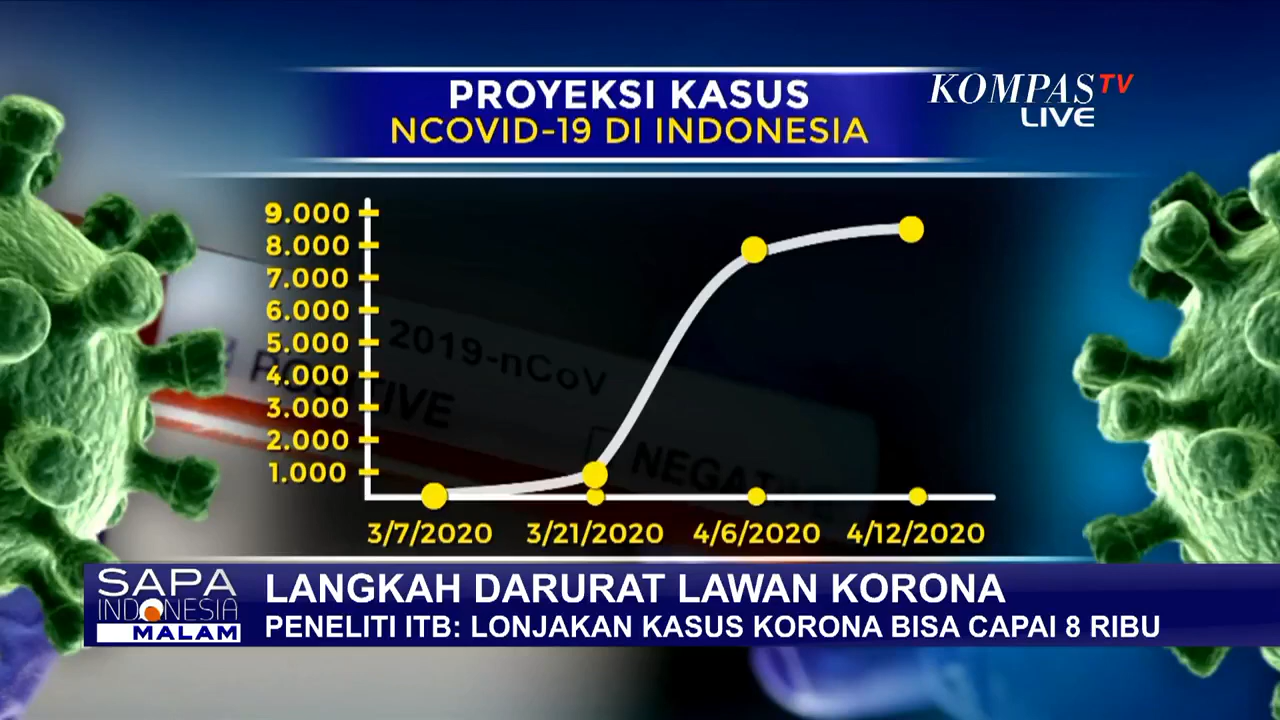 PROYEKSI KASUS
NCOVID-19 DI INDONESIA
KOMPAS TV
LIVE
9.000
8.000
7.000
6.000
5.000
4.000
3.000
2.000
1.000
2019-nCoV
POSITIVE
NEGATIVE
3/7/2020 3/21/2020 4/6/2020 4/12/2020
SAPA
INDONESIA
MALAM
LANGKAH DARURAT LAWAN KORONA
PENELITI ITB: LONJAKAN KASUS KORONA BISA CAPAI 8 RIBU